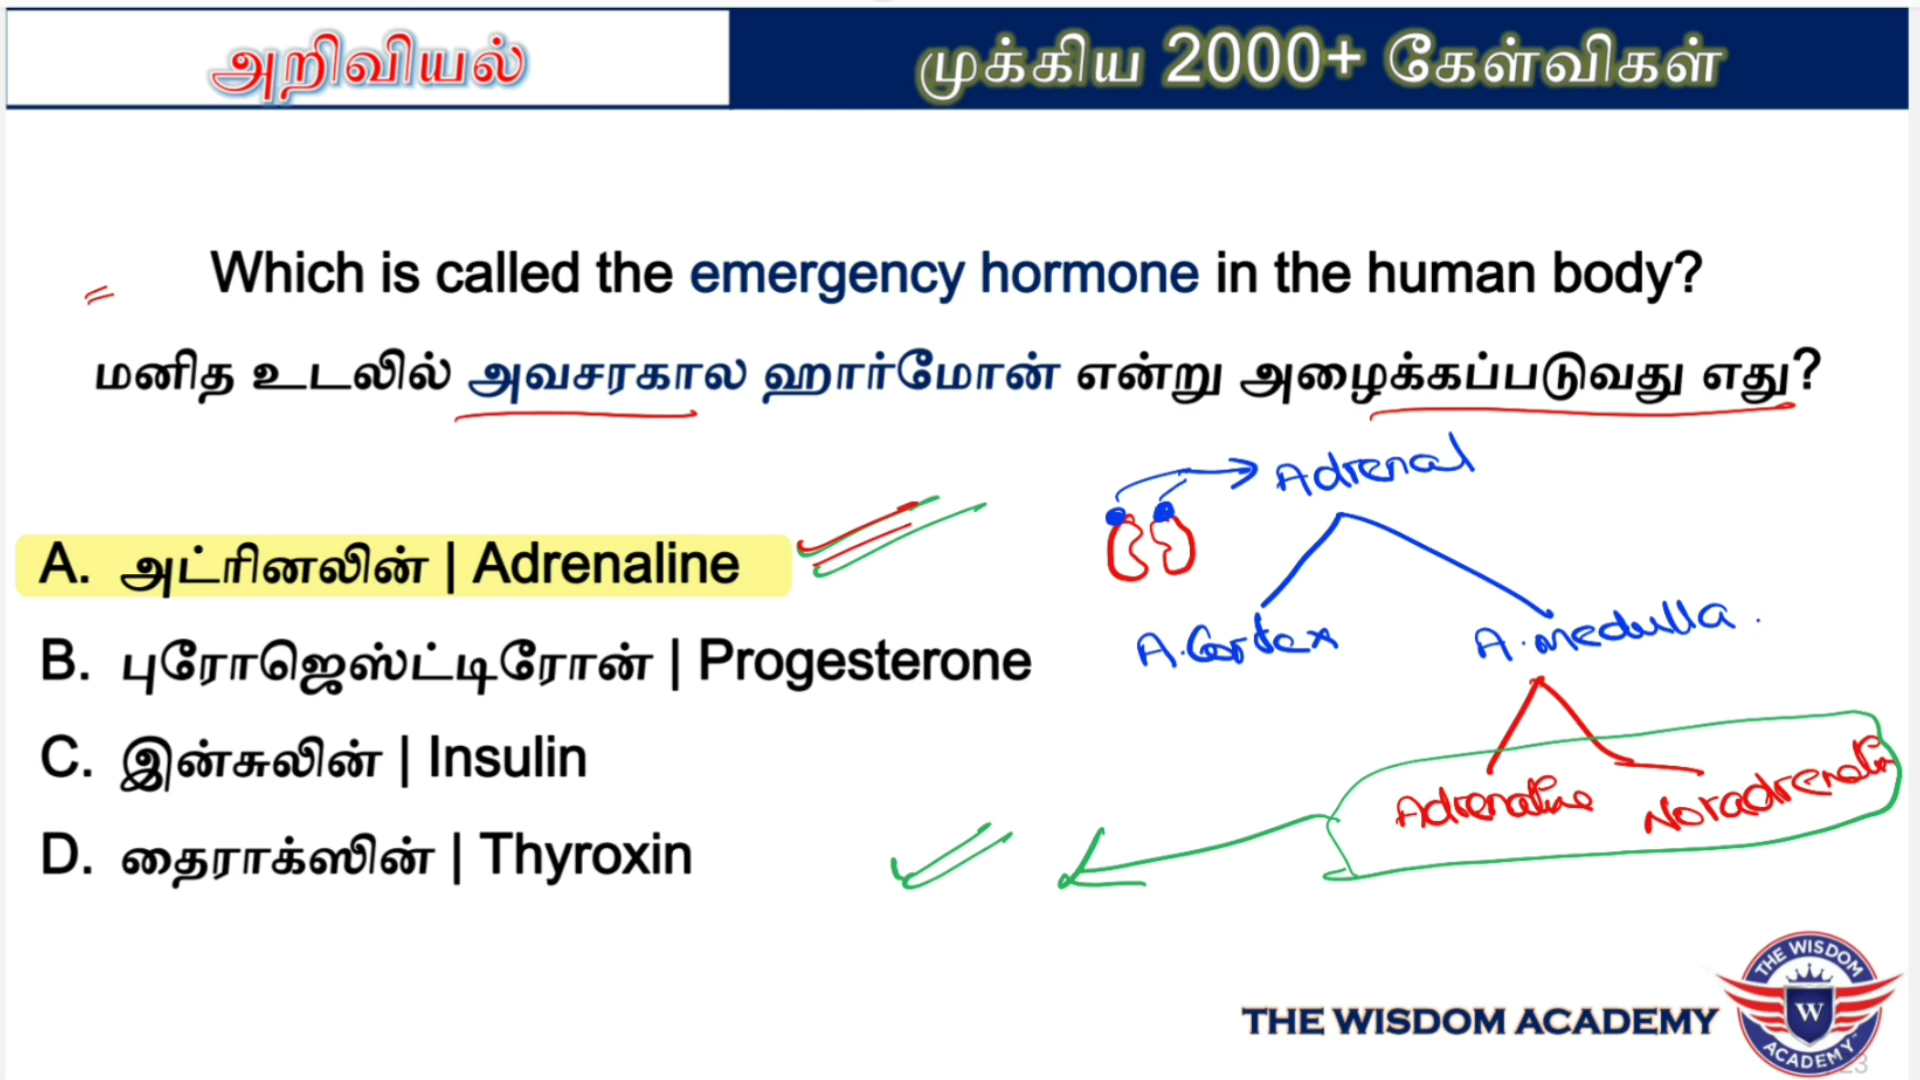 அறிவியல்
முக்கிய 2000+ கேள்விகள்
Which is called the emergency hormone in the human body?
மனித உடலில் அவசரகால ஹார்மோன் என்று அழைக்கப்படுவது எது?
Adrenal
A. அட்ரினலின் | Adrenaline
B. புரோஜெஸ்ட்டிரோன் | Progesterone
A. Cortex
A. medulla.
C. இன்சுலின் | Insulin
Adrenaline
Noradrenalin
D. தைராக்ஸின் | Thyroxin
THE WISDOM ACADEMY
THE WISDOM
W
ACADEMY
23